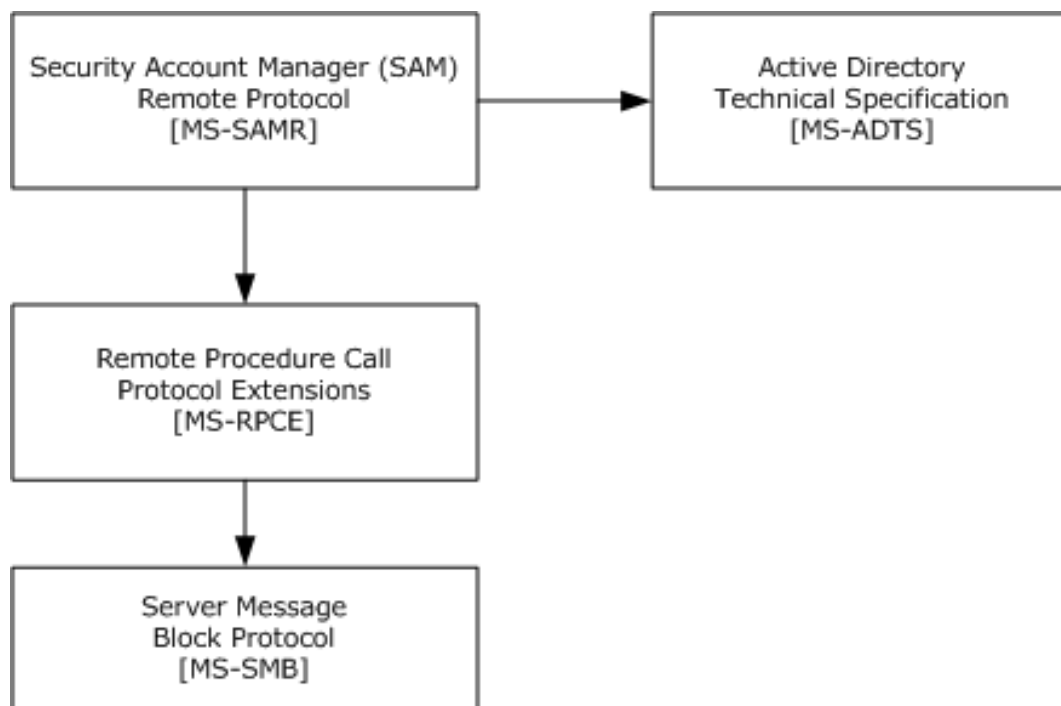 Security Account Manager (SAM)
Remote Protocol
[MS-SAMR]
Active Directory
Technical Specification
[MS-ADTS]
Remote Procedure Call
Protocol Extensions
[MS-RPCE]
Server Message
Block Protocol
[MS-SMB]